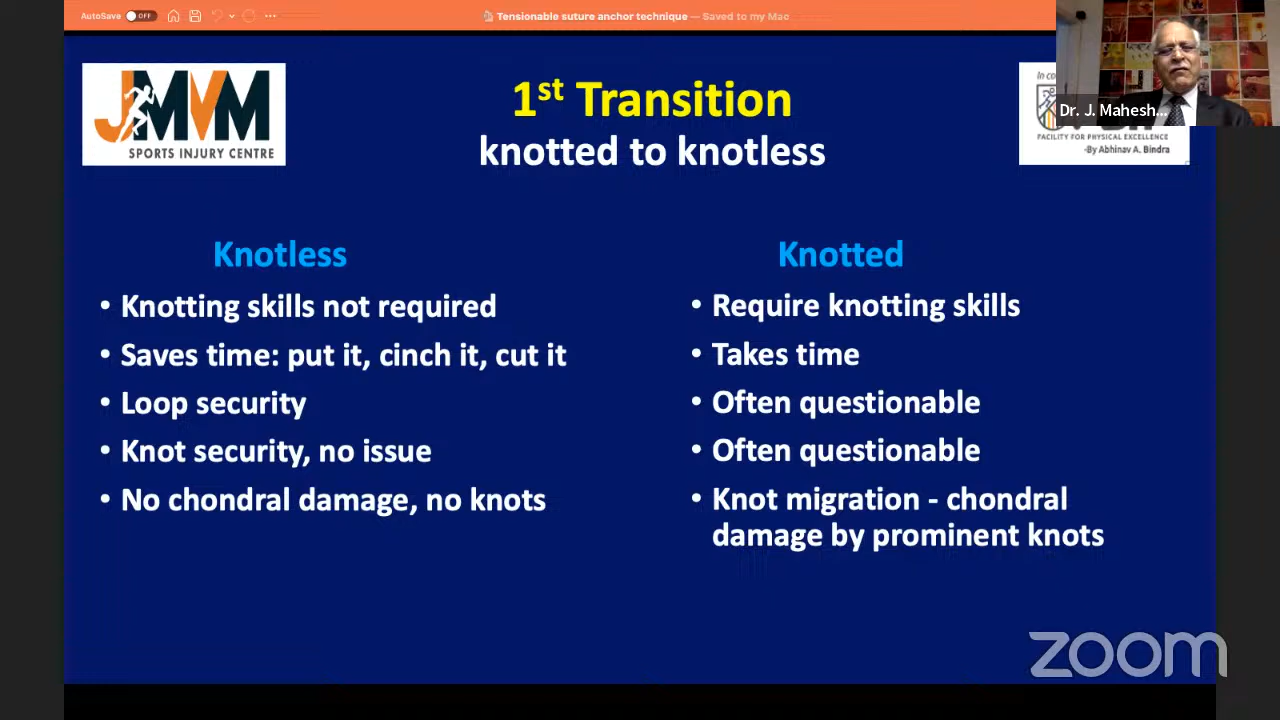 AutoSave OFF
Tensionable suture anchor technique — Saved to my Mac
JMVM
SPORTS INJURY CENTRE
1st Transition
knotted to knotless
In co
Dr. J. Mahesh...
FACILITY FOR PHYSICAL EXCELLENCE
-By Abhinav A. Bindra
Knotless
• Knotting skills not required
• Saves time: put it, cinch it, cut it
• Loop security
• Knot security, no issue
• No chondral damage, no knots
Knotted
• Require knotting skills
• Takes time
• Often questionable
• Often questionable
• Knot migration - chondral
damage by prominent knots
zoom